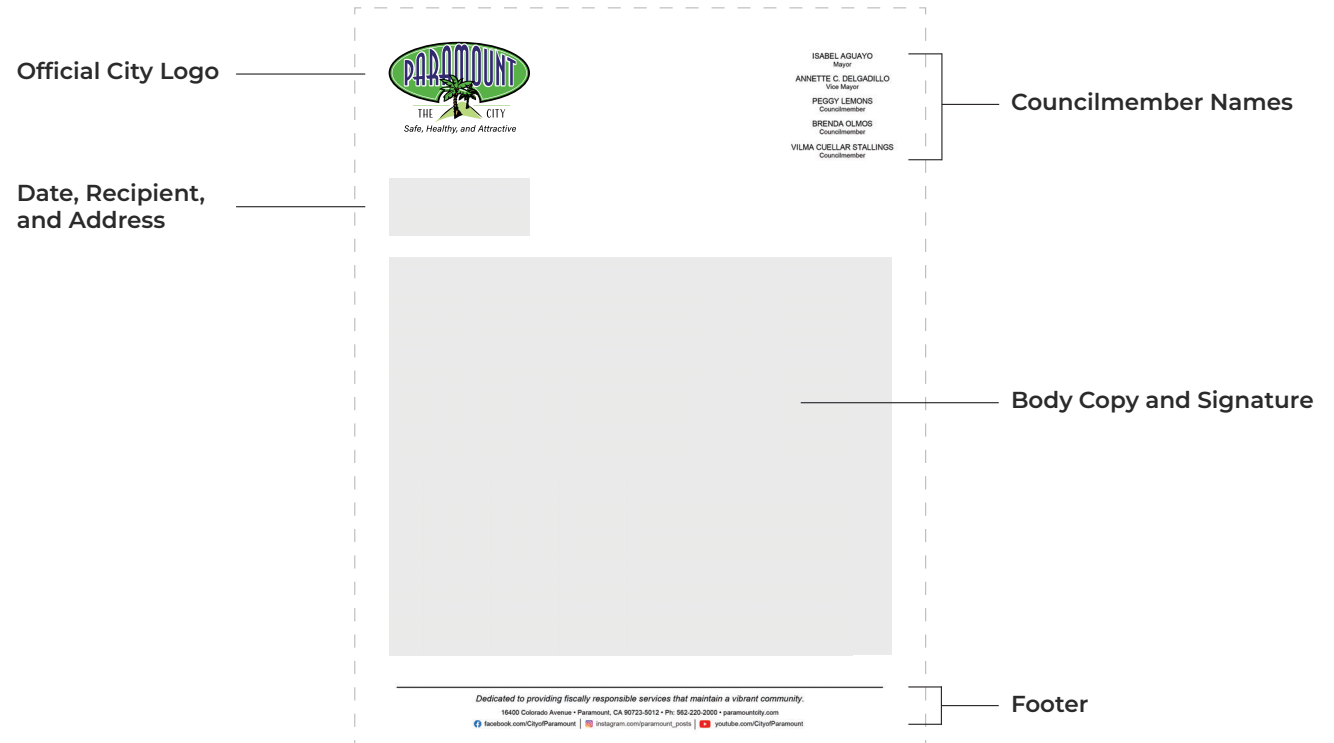 Official City Logo
PARAMOUNT
THE CITY
Safe, Healthy, and Attractive
ISABEL AGUAYO
Mayor
ANNETTE C. DELGADILLO
Vice Mayor
PEGGY LEMONS
Councilmember
BRENDA OLMOS
Councilmember
VILMA CUELLAR STALLINGS
Councilmember
Councilmember Names
Date, Recipient,
and Address
Body Copy and Signature
Dedicated to providing fiscally responsible services that maintain a vibrant community.
16400 Colorado Avenue • Paramount, CA 90723-5012 • Ph: 562-220-2000 • paramountcity.com
facebook.com/CityofParamount | instagram.com/paramount_posts | youtube.com/CityofParamount
Footer